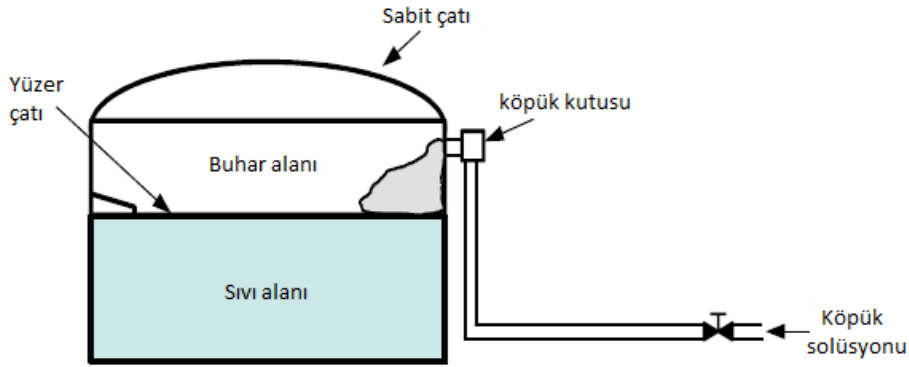 Sabit çatı
Yüzer
çatı
köpük kutusu
Buhar alanı
Sıvı alanı
Köpük
solüsyonu